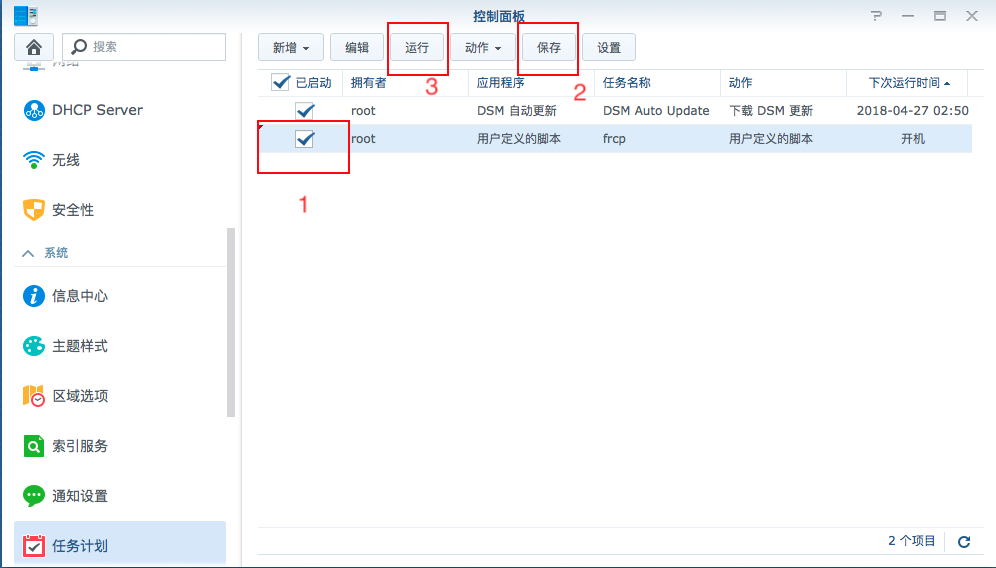 控制面板
搜索
新增 编辑 运行 动作 保存 设置
3
2
已启动 拥有者 应用程序 任务名称 动作 下次运行时间
root DSM 自动更新 DSM Auto Update 下载 DSM 更新 2018-04-27 02:50
root 用户定义的脚本 frcp 用户定义的脚本 开机
1
DHCP Server
无线
安全性
系统
信息中心
主题样式
区域选项
索引服务
通知设置
任务计划
2 个项目